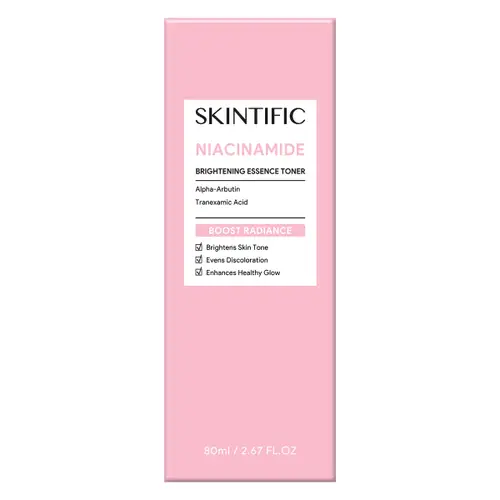 SKINTIFIC
NIACINAMIDE
BRIGHTENING ESSENCE TONER
Alpha-Arbutin
Tranexamic Acid
BOOST RADIANCE
Brightens Skin Tone
Evens Discoloration
Enhances Healthy Glow
80ml / 2.67 FL.OZ